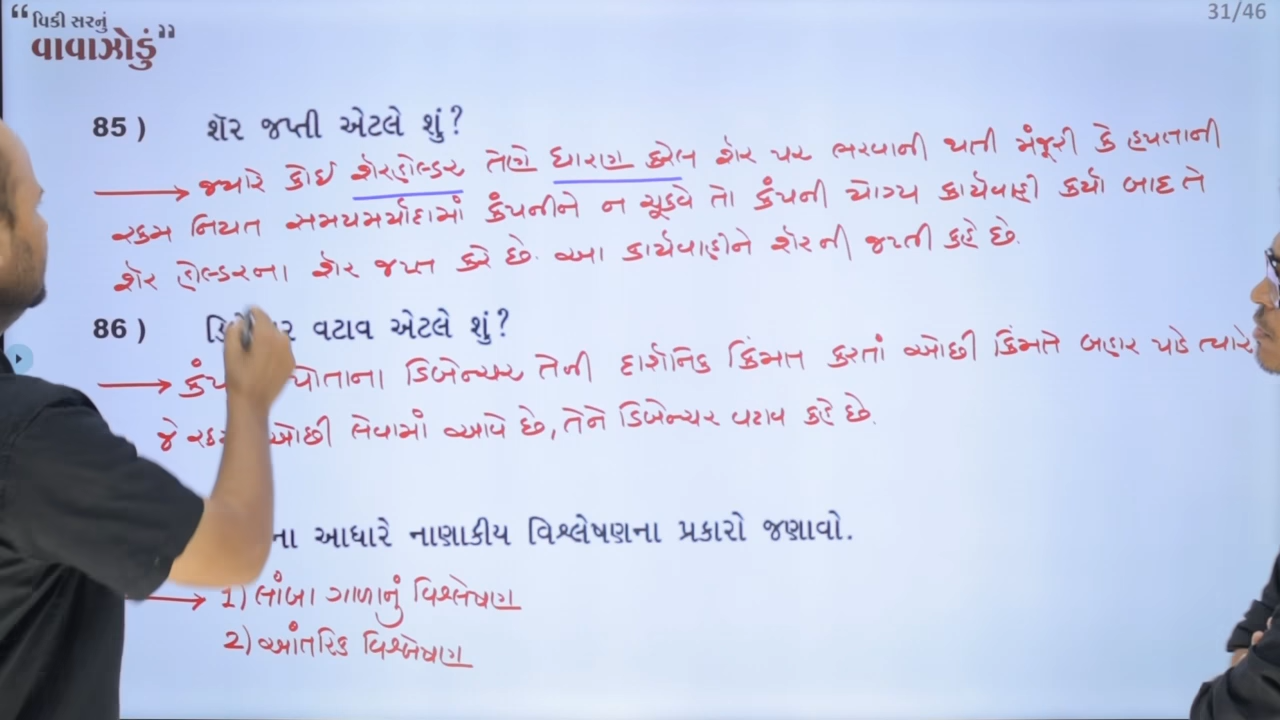 “વિકી સરનું
વાવાઝોડું”
31/46
85) શૅર જપ્તી એટલે શું?
જ્યારે કોઈ શેરહોલ્ડર તેણે ધારણ કરેલ શેર પર ભરવાની થતી મંજૂરી કે હપતાની
રકમ નિયત સમયમર્યાદામાં કંપનીને ન ચૂકવે તો કંપની યોગ્ય કાર્યવાહી કર્યા બાદ તે
શૅર હોલ્ડરના શૅર જપ્ત કરે છે. આ કાર્યવાહીને શૅરની જપ્તી કહે છે.
86) વટાવ એટલે શું?
પોતાના ડિબેન્ચર તેની દાર્શનિક કિંમત કરતાં ઓછી કિંમતે બહાર પાડે ત્યારે
જે ઓછી લેવામાં આવે છે, તેને ડિબેન્ચર વટાવ કહે છે.
ના આધારે નાણાકીય વિશ્લેષણના પ્રકારો જણાવો.
1) લાંબા ગાળાનું વિશ્લેષણ
2) આંતરિક વિશ્લેષણ